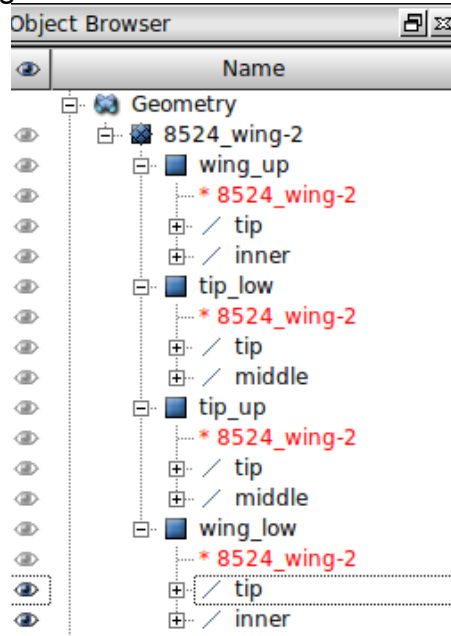 Object Browser
Name
Geometry
8524_wing-2
wing_up
* 8524_wing-2
tip
inner
tip_low
* 8524_wing-2
tip
middle
tip_up
* 8524_wing-2
tip
middle
wing_low
* 8524_wing-2
tip
inner